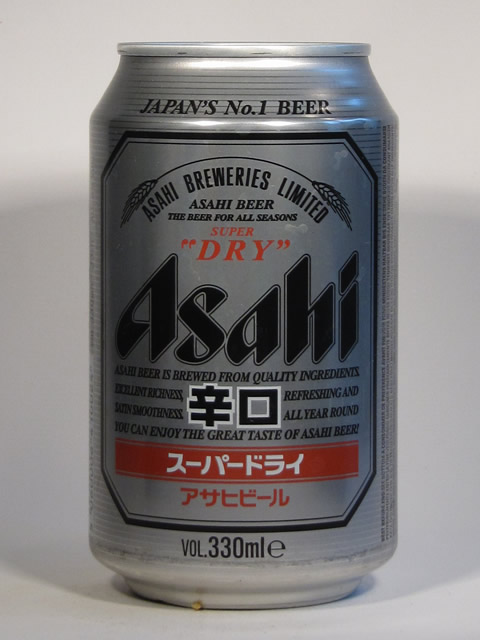 JAPAN'S No.1 BEER
ASAHI BREWERIES LIMITED
ASAHI BEER
THE BEER FOR ALL SEASONS
SUPER
"DRY"
Asahi
ASAHI BEER IS BREWED FROM QUALITY INGREDIENTS.
EXCELLENT RICHNESS, REFRESHING AND
辛口
SATIN SMOOTHNESS, ALL YEAR ROUND
YOU CAN ENJOY THE GREAT TASTE OF ASAHI BEER!
スーパードライ
アサヒビール
VOL.330ml℮